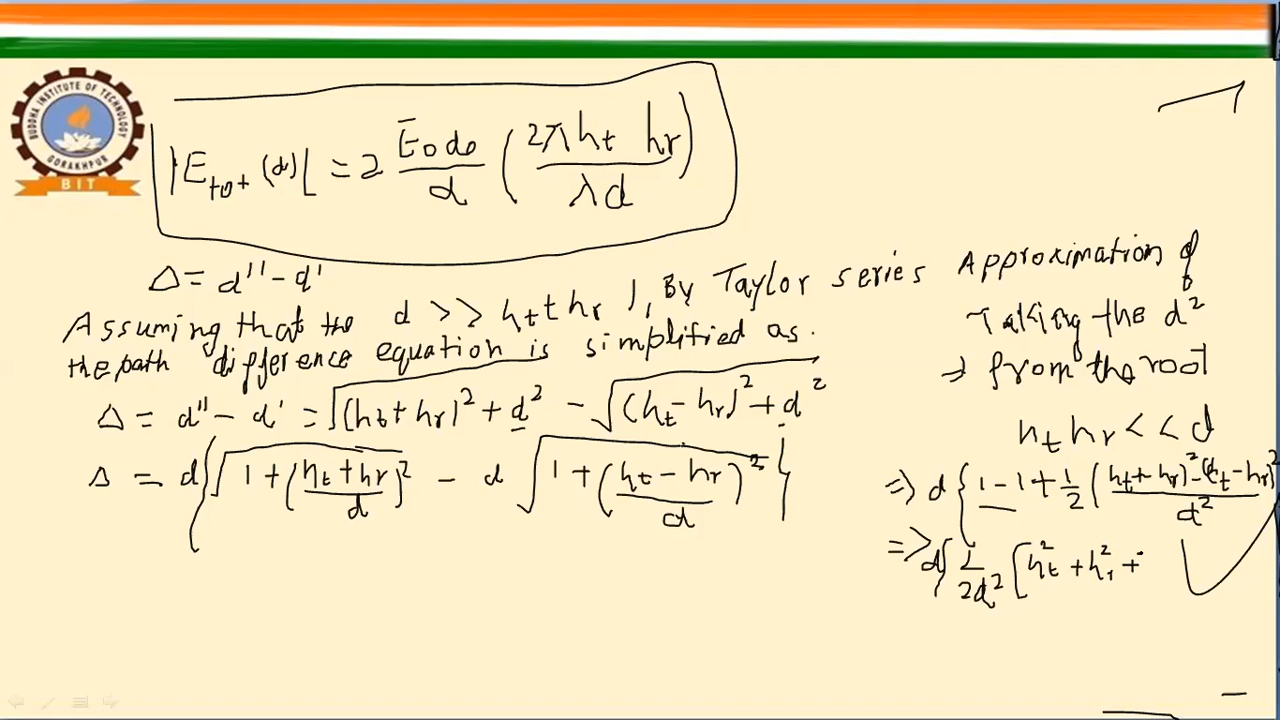 BUDDHA INSTITUTE OF TECHNOLOGY
GORAKHPUR
BIT
|E_tot (d)| = 2 E₀d₀/d (2πh_t h_r / λd)
Δ = d'' - d'
Assuming that the d >> h_t + h_r ), By Taylor series Approximation of
the path difference equation is simplified as.
Δ = d'' - d' = √((h_t + h_r)² + d²) - √((h_t - h_r)² + d²)
Δ = d{√(1 + ((h_t + h_r)/d)²) - d √(1 + ((h_t - h_r)/d)²)}
Taking the d²
→ from the root
h_t h_r << d
=> d {1 - 1 + 1/2 ((h_t + h_r)² - (h_t - h_r)²)/d²
=> d{1/2d² [h_t² + h_r² +